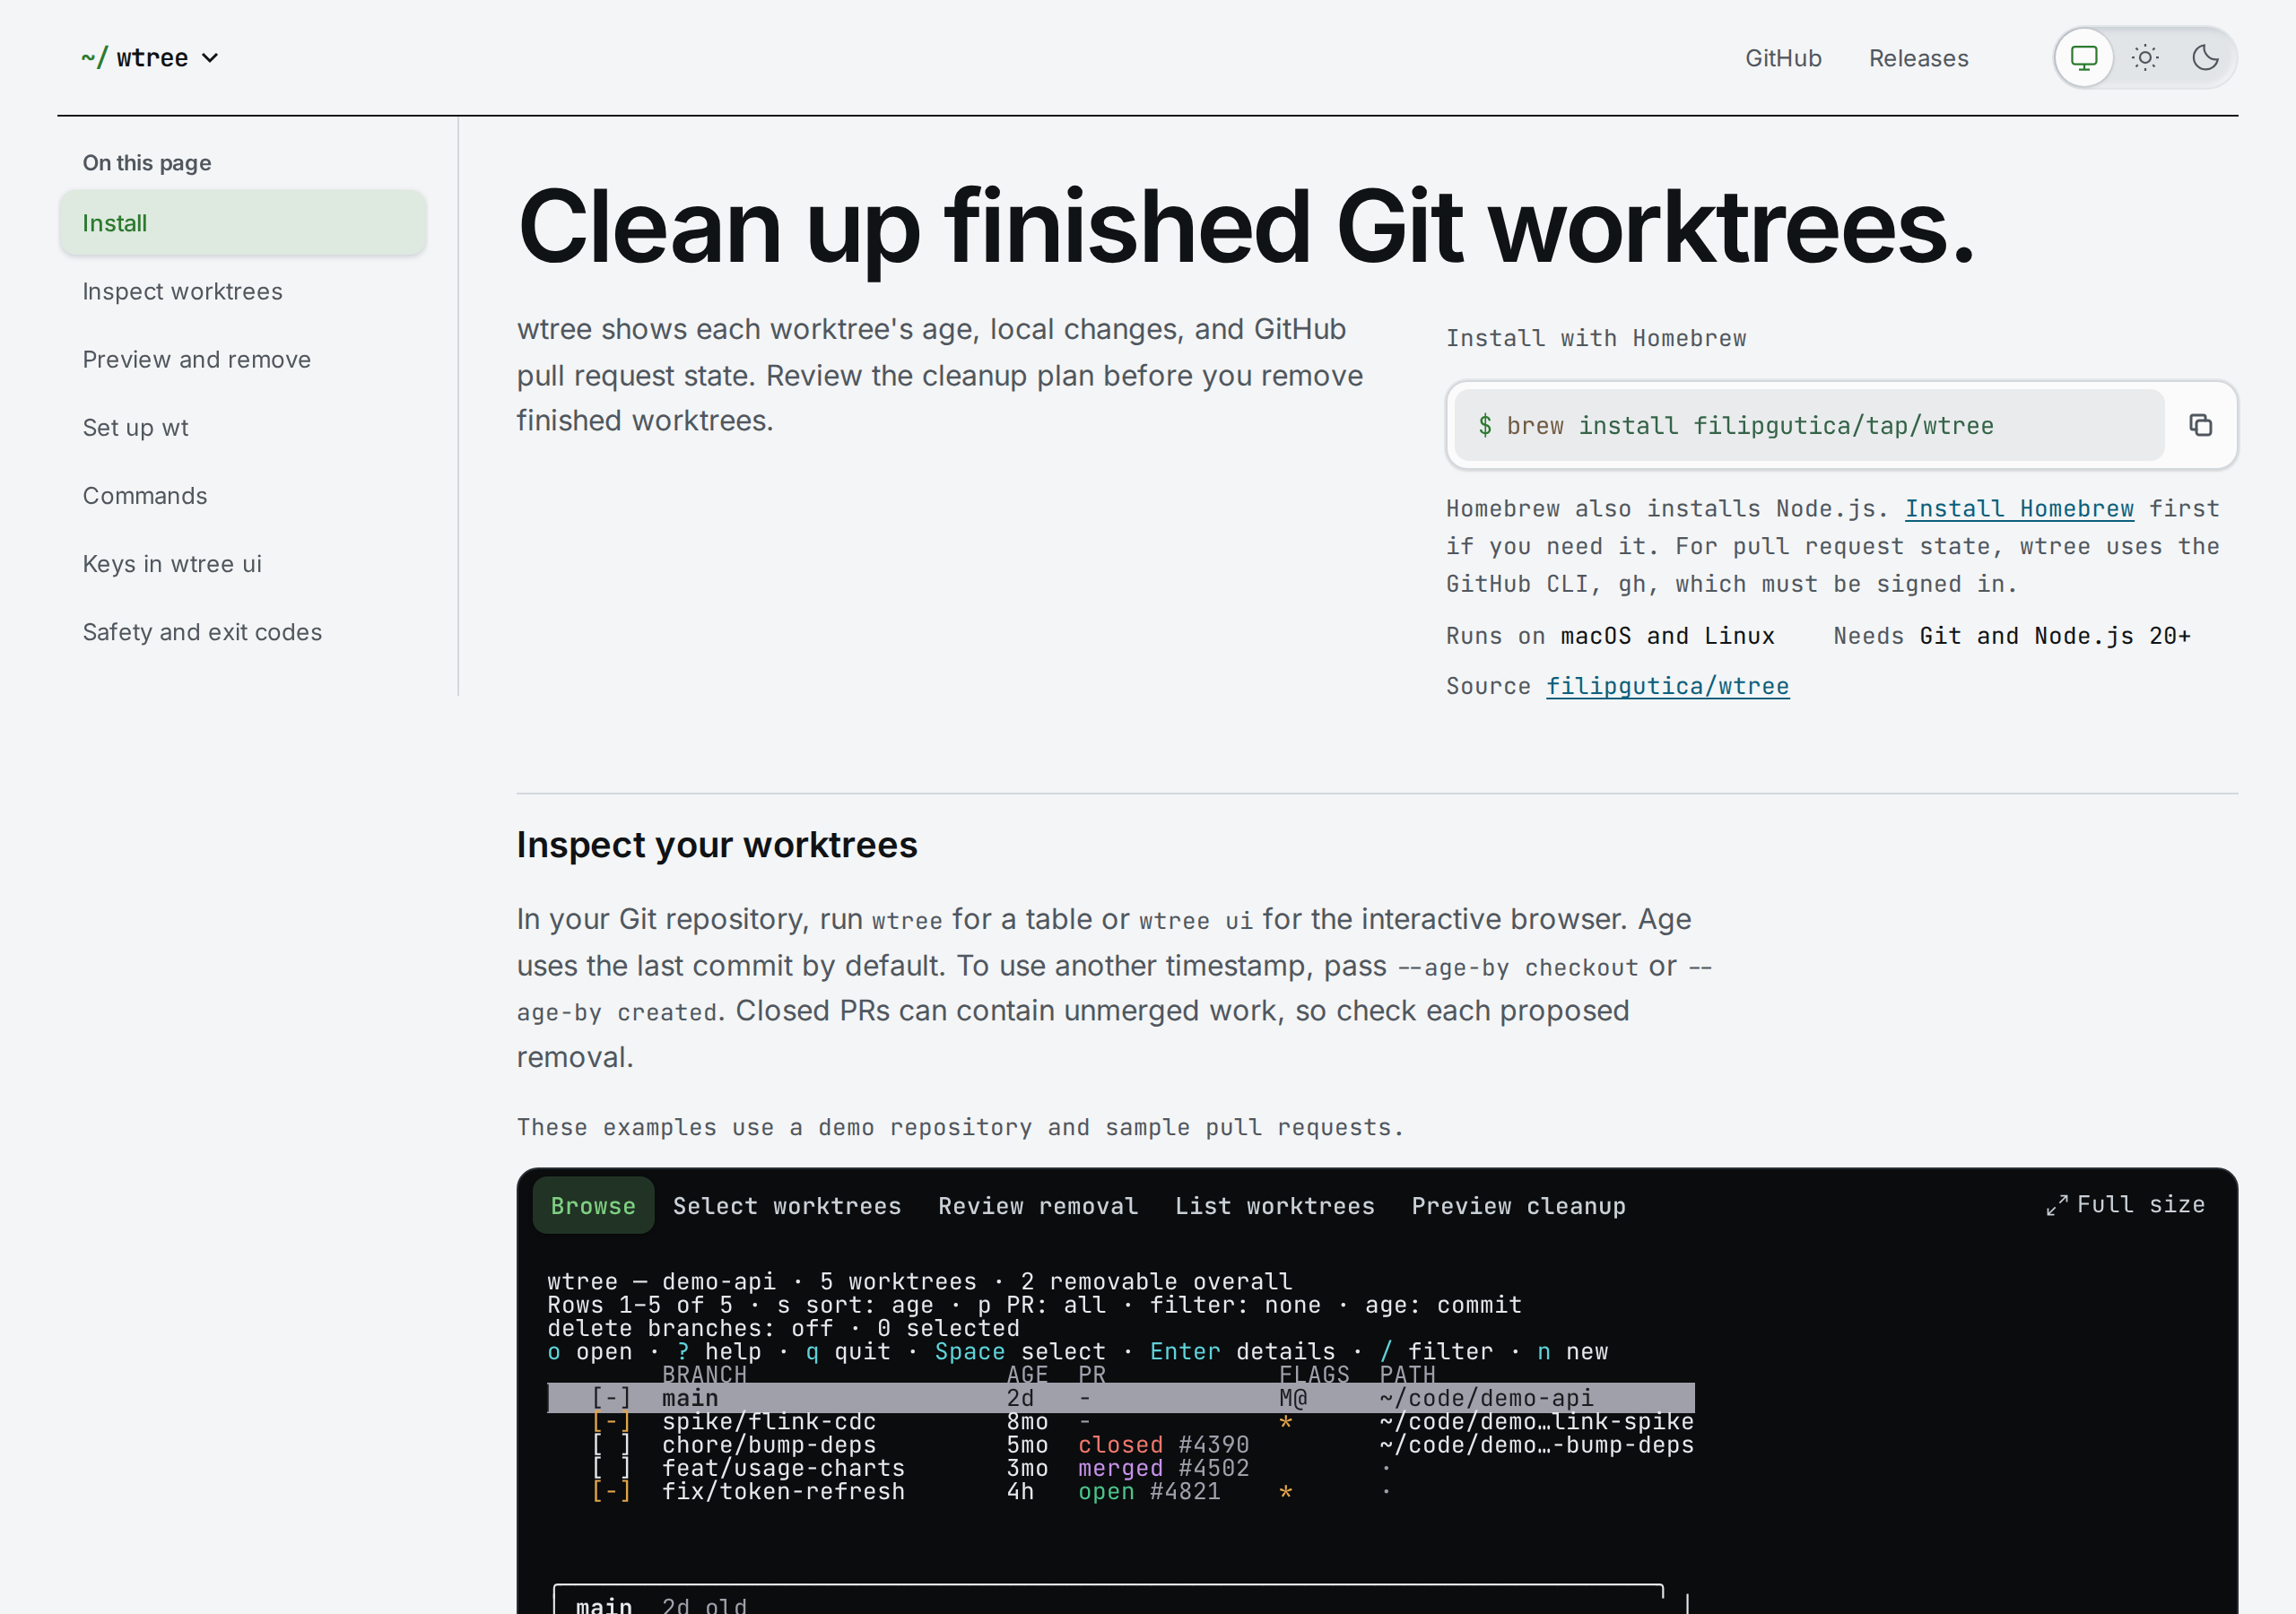 ~/ wtree
GitHub
Releases
On this page
Install
Inspect worktrees
Preview and remove
Set up wt
Commands
Keys in wtree ui
Safety and exit codes
Clean up finished Git worktrees.
wtree shows each worktree's age, local changes, and GitHub
pull request state. Review the cleanup plan before you remove
finished worktrees.
Install with Homebrew
$ brew install filipgutica/tap/wtree
Homebrew also installs Node.js. Install Homebrew first
if you need it. For pull request state, wtree uses the
GitHub CLI, gh, which must be signed in.
Runs on macOS and Linux    Needs Git and Node.js 20+
Source filipgutica/wtree
Inspect your worktrees
In your Git repository, run wtree for a table or wtree ui for the interactive browser. Age
uses the last commit by default. To use another timestamp, pass --age-by checkout or --
age-by created. Closed PRs can contain unmerged work, so check each proposed
removal.
These examples use a demo repository and sample pull requests.
Browse  Select worktrees  Review removal  List worktrees  Preview cleanup  Full size
wtree — demo-api · 5 worktrees · 2 removable overall
Rows 1–5 of 5 · s sort: age · p PR: all · filter: none · age: commit
delete branches: off · 0 selected
o open · ? help · q quit · Space select · Enter details · / filter · n new
BRANCH  AGE  PR  FLAGS  PATH
[-]  main  2d  -  M@  ~/code/demo-api
[-]  spike/flink-cdc  8mo  -  *  ~/code/demo…link-spike
[ ]  chore/bump-deps  5mo  closed #4390  ~/code/demo…-bump-deps
[ ]  feat/usage-charts  3mo  merged #4502  ·
[-]  fix/token-refresh  4h  open #4821  *  ·
main  2d old